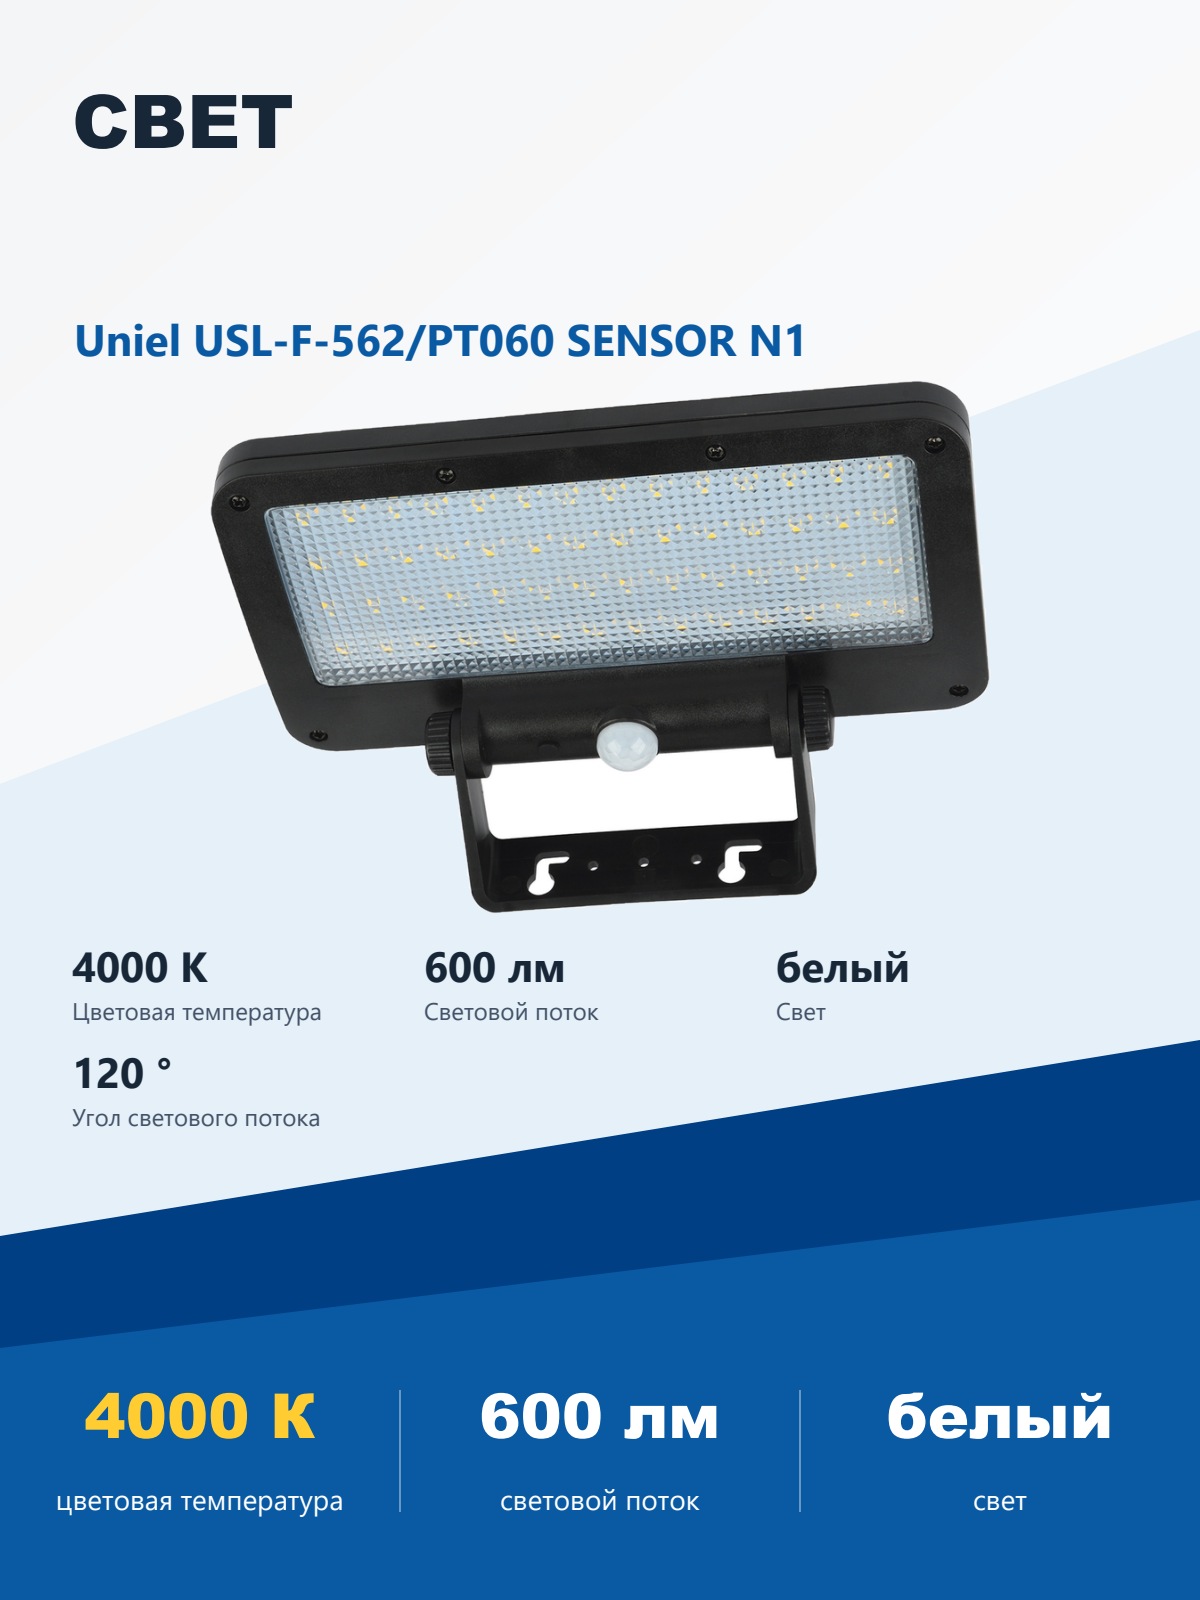 СВЕТ
Uniel USL-F-562/PT060 SENSOR N1
4000 К
600 лм
белый
Цветовая температура
Световой поток
Свет
120 °
Угол светового потока
4000 К
600 лм
белый
цветовая температура
световой поток
свет